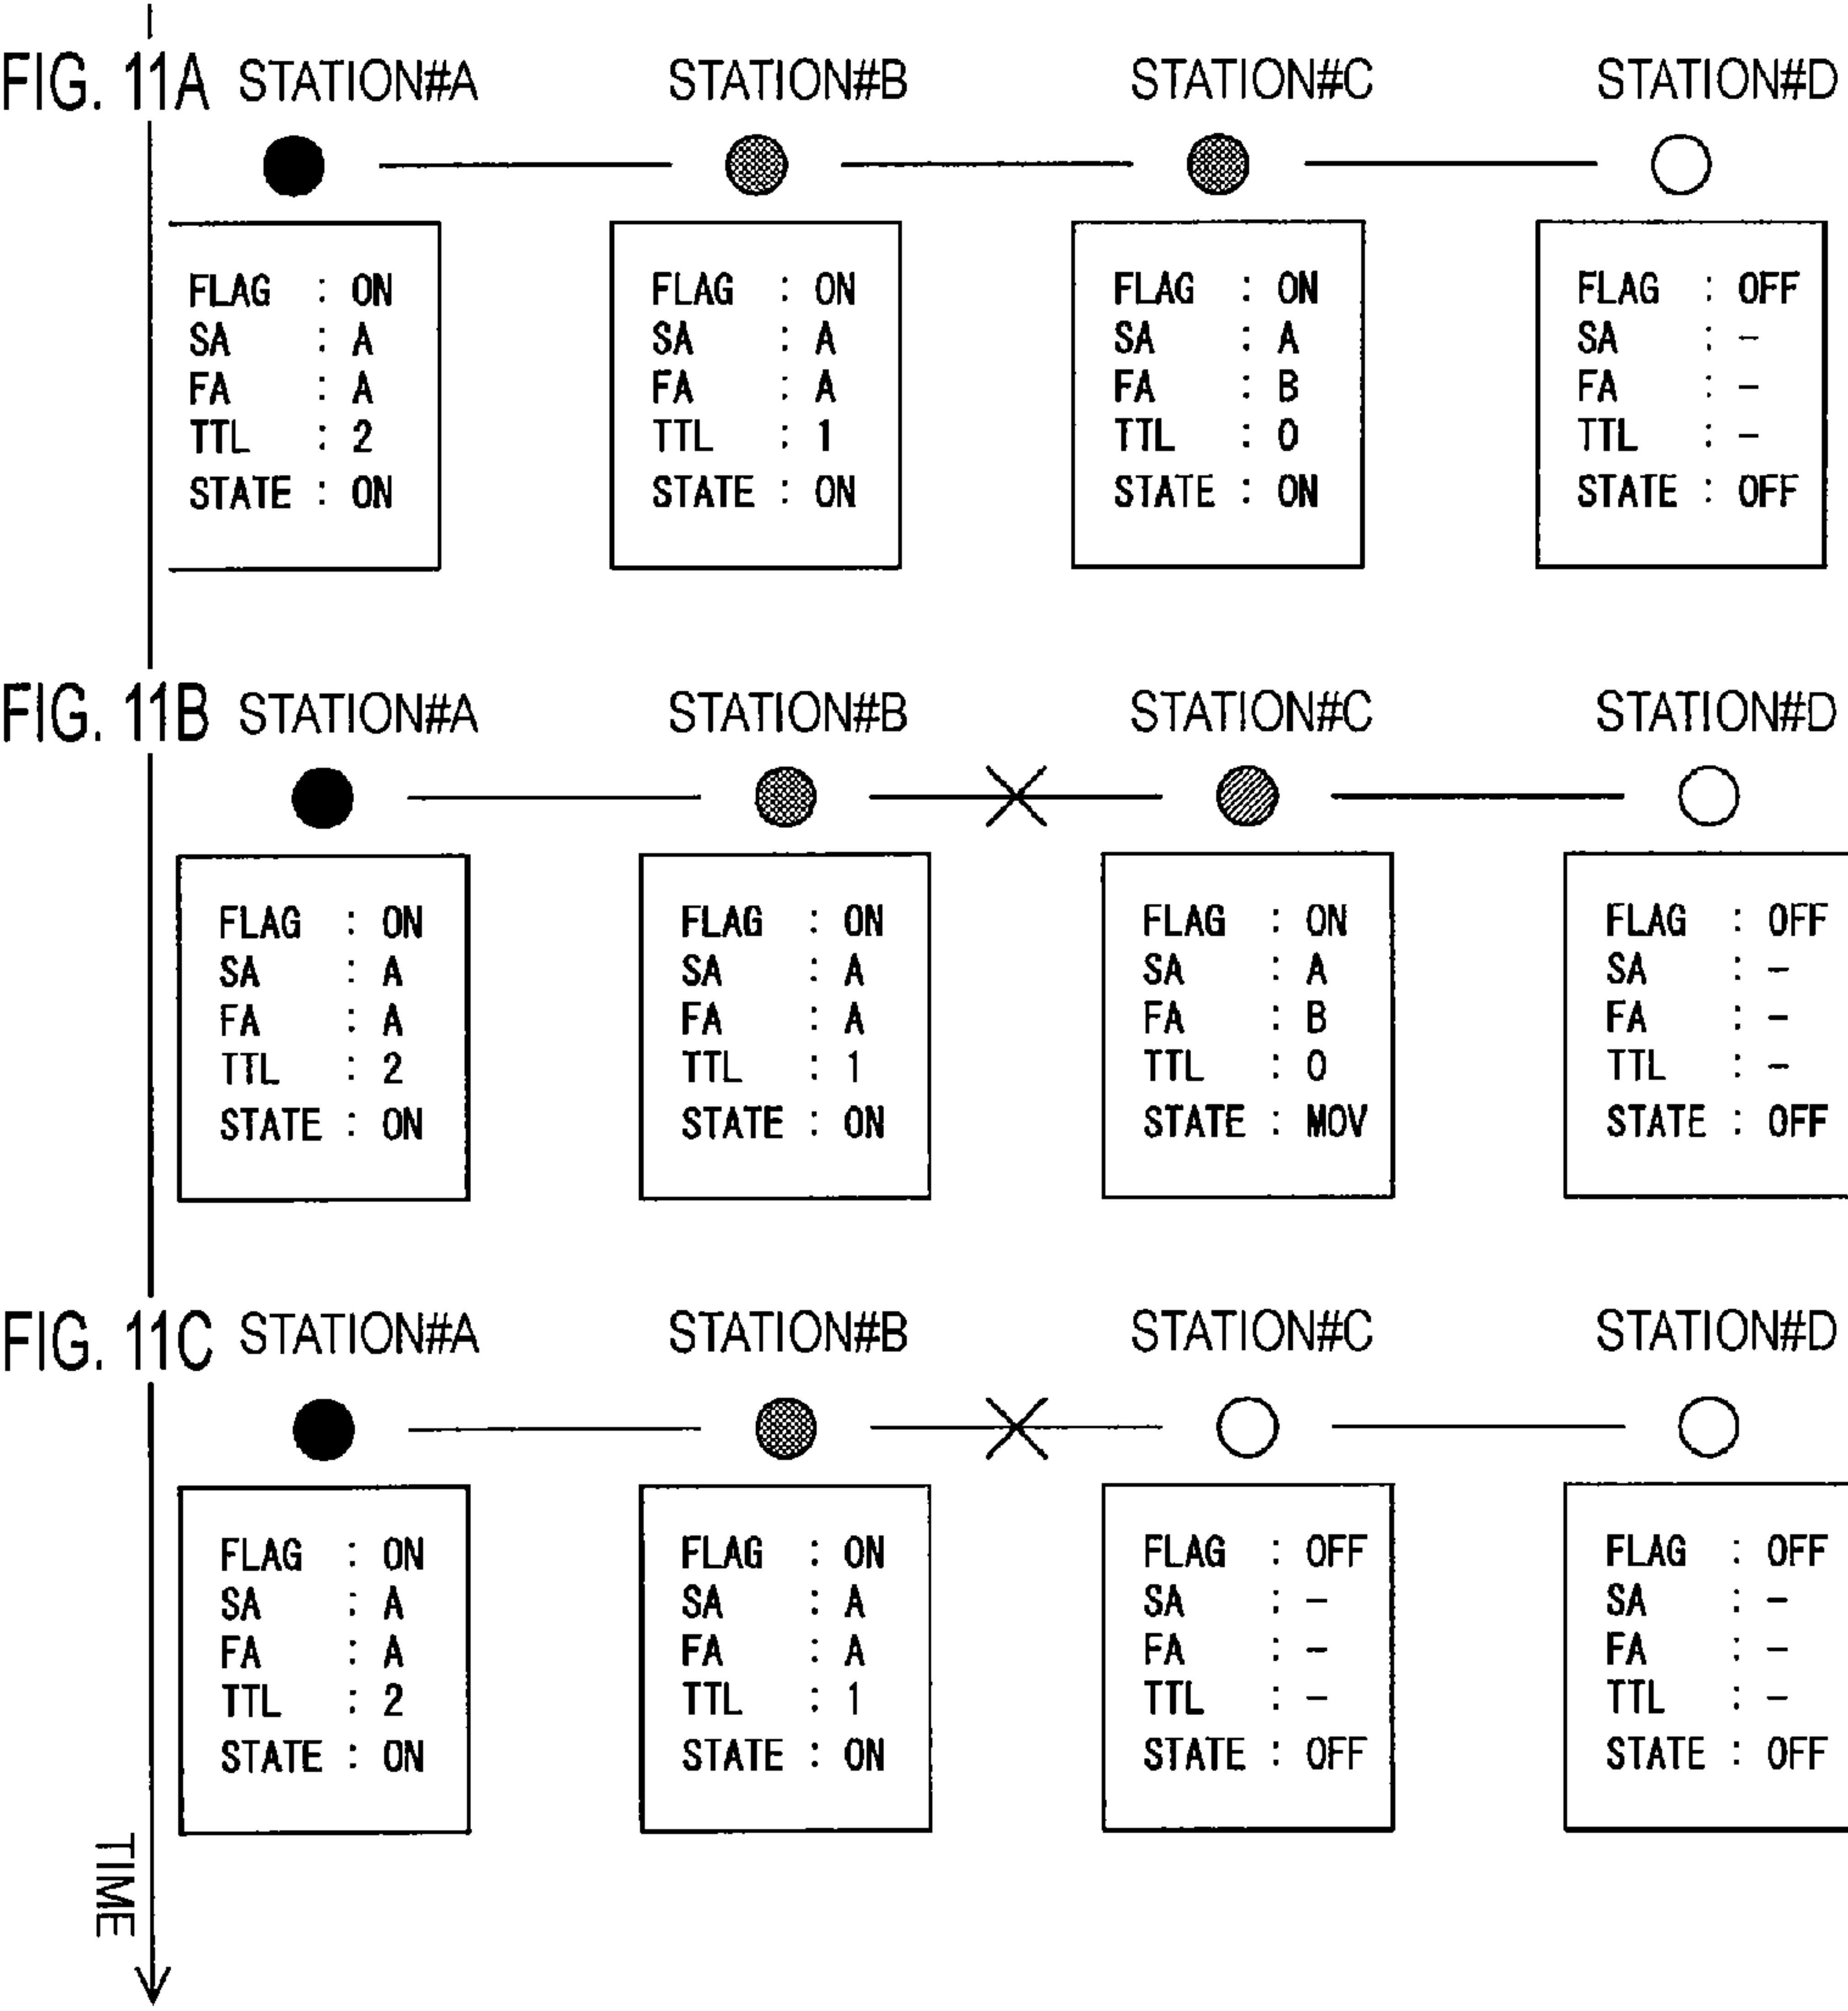 FIG. 11A STATION#A STATION#B STATION#C STATION#D
FLAG : ON
SA : A
FA : A
TTL : 2
STATE : ON
FLAG : ON
SA : A
FA : A
TTL : 1
STATE : ON
FLAG : ON
SA : A
FA : B
TTL : 0
STATE : ON
FLAG : OFF
SA : -
FA : -
TTL : -
STATE : OFF
FIG. 11B STATION#A STATION#B STATION#C STATION#D
FLAG : ON
SA : A
FA : A
TTL : 2
STATE : ON
FLAG : ON
SA : A
FA : A
TTL : 1
STATE : ON
FLAG : ON
SA : A
FA : B
TTL : 0
STATE : MOV
FLAG : OFF
SA : -
FA : -
TTL : -
STATE : OFF
FIG. 11C STATION#A STATION#B STATION#C STATION#D
FLAG : ON
SA : A
FA : A
TTL : 2
STATE : ON
FLAG : ON
SA : A
FA : A
TTL : 1
STATE : ON
FLAG : OFF
SA : -
FA : -
TTL : -
STATE : OFF
FLAG : OFF
SA : -
FA : -
TTL : -
STATE : OFF
TIME